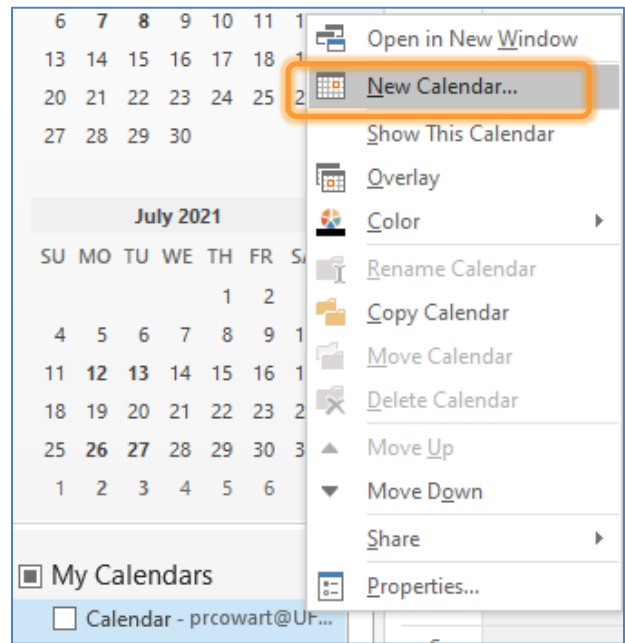 6 7 8 9 10 11 1
13 14 15 16 17 18 1
20 21 22 23 24 25 2
27 28 29 30
July 2021
SU MO TU WE TH FR SA
1 2
4 5 6 7 8 9 1
11 12 13 14 15 16 1
18 19 20 21 22 23 2
25 26 27 28 29 30 3
1 2 3 4 5 6
My Calendars
Calendar - prcowart@UF...
Open in New Window
New Calendar...
Show This Calendar
Overlay
Color
Rename Calendar
Copy Calendar
Move Calendar
Delete Calendar
Move Up
Move Down
Share
Properties...